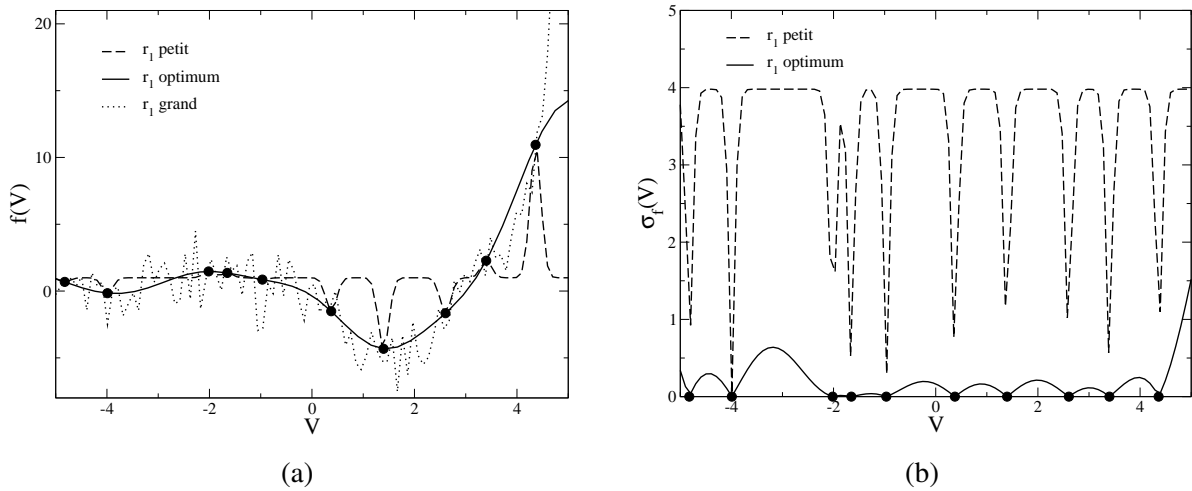 20
10
0
f(V)
r1 petit
r1 optimum
r1 grand
-4
-2
0
2
4
V
(a)
5
4
3
2
1
0
σf(V)
r1 petit
r1 optimum
-4
-2
0
2
4
V
(b)